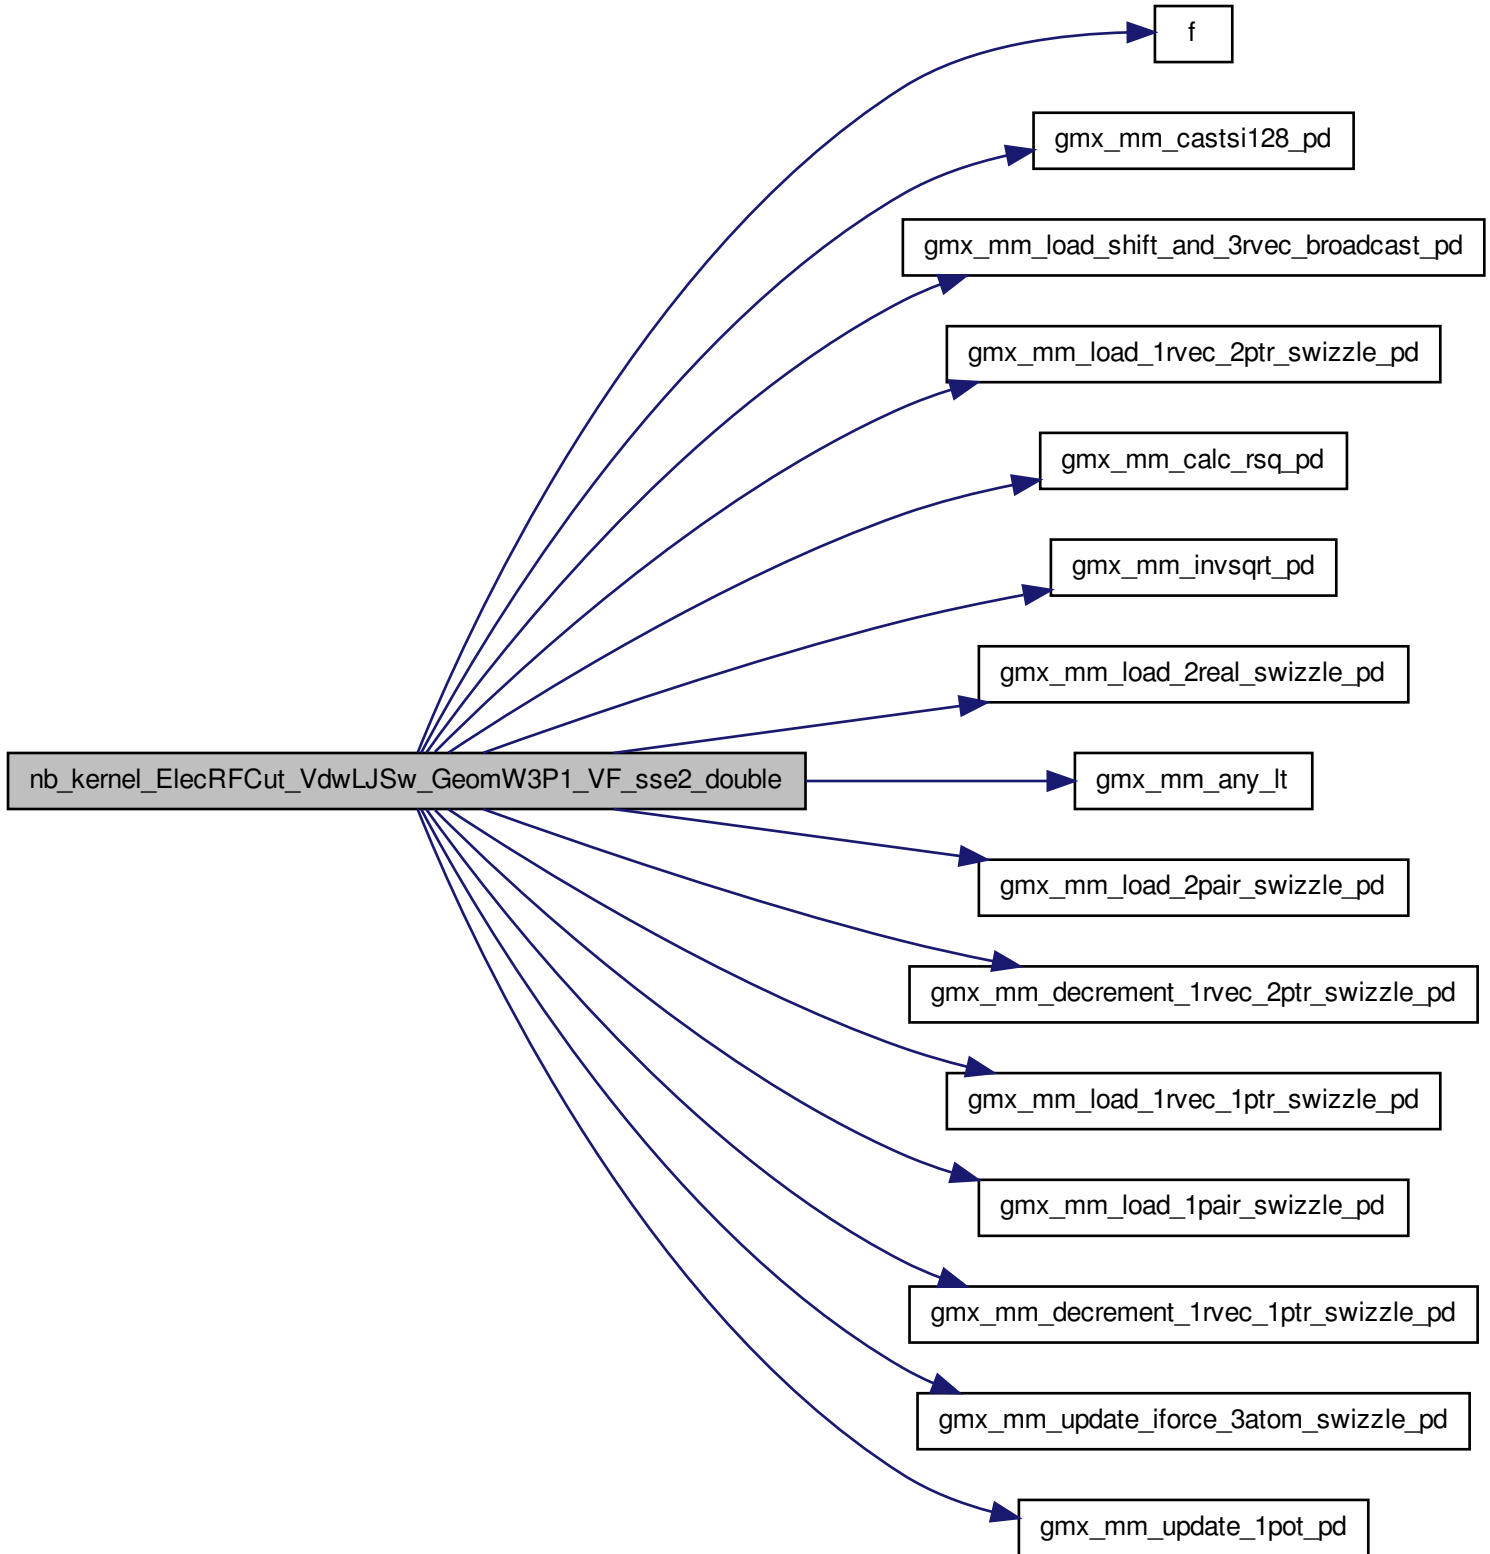 f
gmx_mm_castsi128_pd
gmx_mm_load_shift_and_3rvec_broadcast_pd
gmx_mm_load_1rvec_2ptr_swizzle_pd
gmx_mm_calc_rsq_pd
gmx_mm_invsqrt_pd
gmx_mm_load_2real_swizzle_pd
nb_kernel_ElecRFCut_VdwLJSw_GeomW3P1_VF_sse2_double
gmx_mm_any_lt
gmx_mm_load_2pair_swizzle_pd
gmx_mm_decrement_1rvec_2ptr_swizzle_pd
gmx_mm_load_1rvec_1ptr_swizzle_pd
gmx_mm_load_1pair_swizzle_pd
gmx_mm_decrement_1rvec_1ptr_swizzle_pd
gmx_mm_update_iforce_3atom_swizzle_pd
gmx_mm_update_1pot_pd